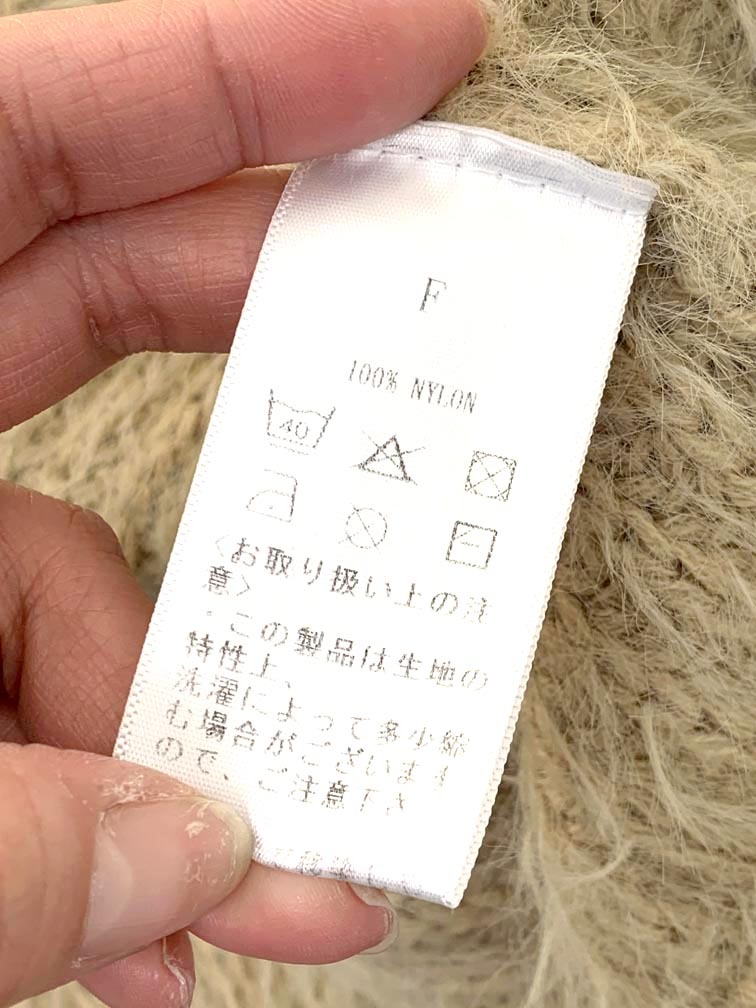 F
100% NYLON
40
〈お取り扱い上の注
意〉
・この製品は生地の
特性上、
洗濯によって多少縮
む場合がございます
ので、ご注意下さ